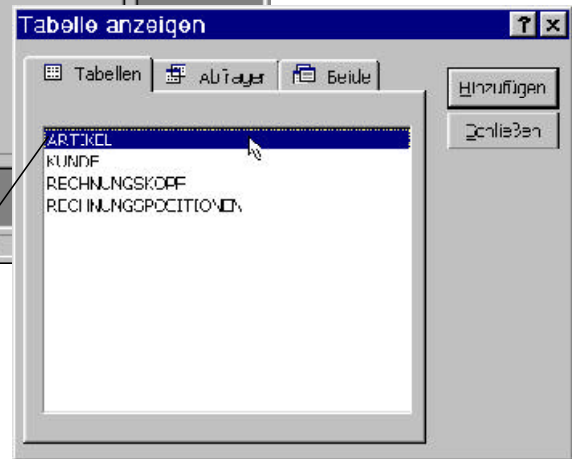 Tabelle anzeigen
Tabellen Abfragen Beide
Hinzufügen
Schließen
ARTIKEL
KUNDE
RECHNUNGSKOPF
RECHNUNGSPOSITIONEN